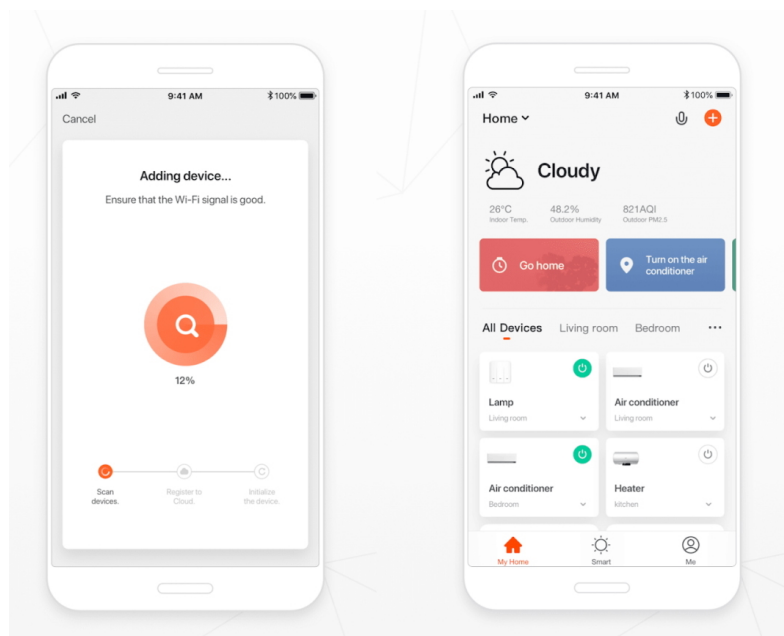 9:41 AM
100%
Cancel
Adding device...
Ensure that the Wi-Fi signal is good.
12%
Scan
devices.
Register to
Cloud.
Initialize
the device.
9:41 AM
100%
Home
Cloudy
26°C
Indoor Temp.
48.2%
Outdoor Humidity
821AQI
Outdoor PM2.5
Go home
Turn on the air
conditioner
All Devices
Living room
Bedroom
Lamp
Living room
Air conditioner
Living room
Air conditioner
Bedroom
Heater
kitchen
My Home
Smart
Me